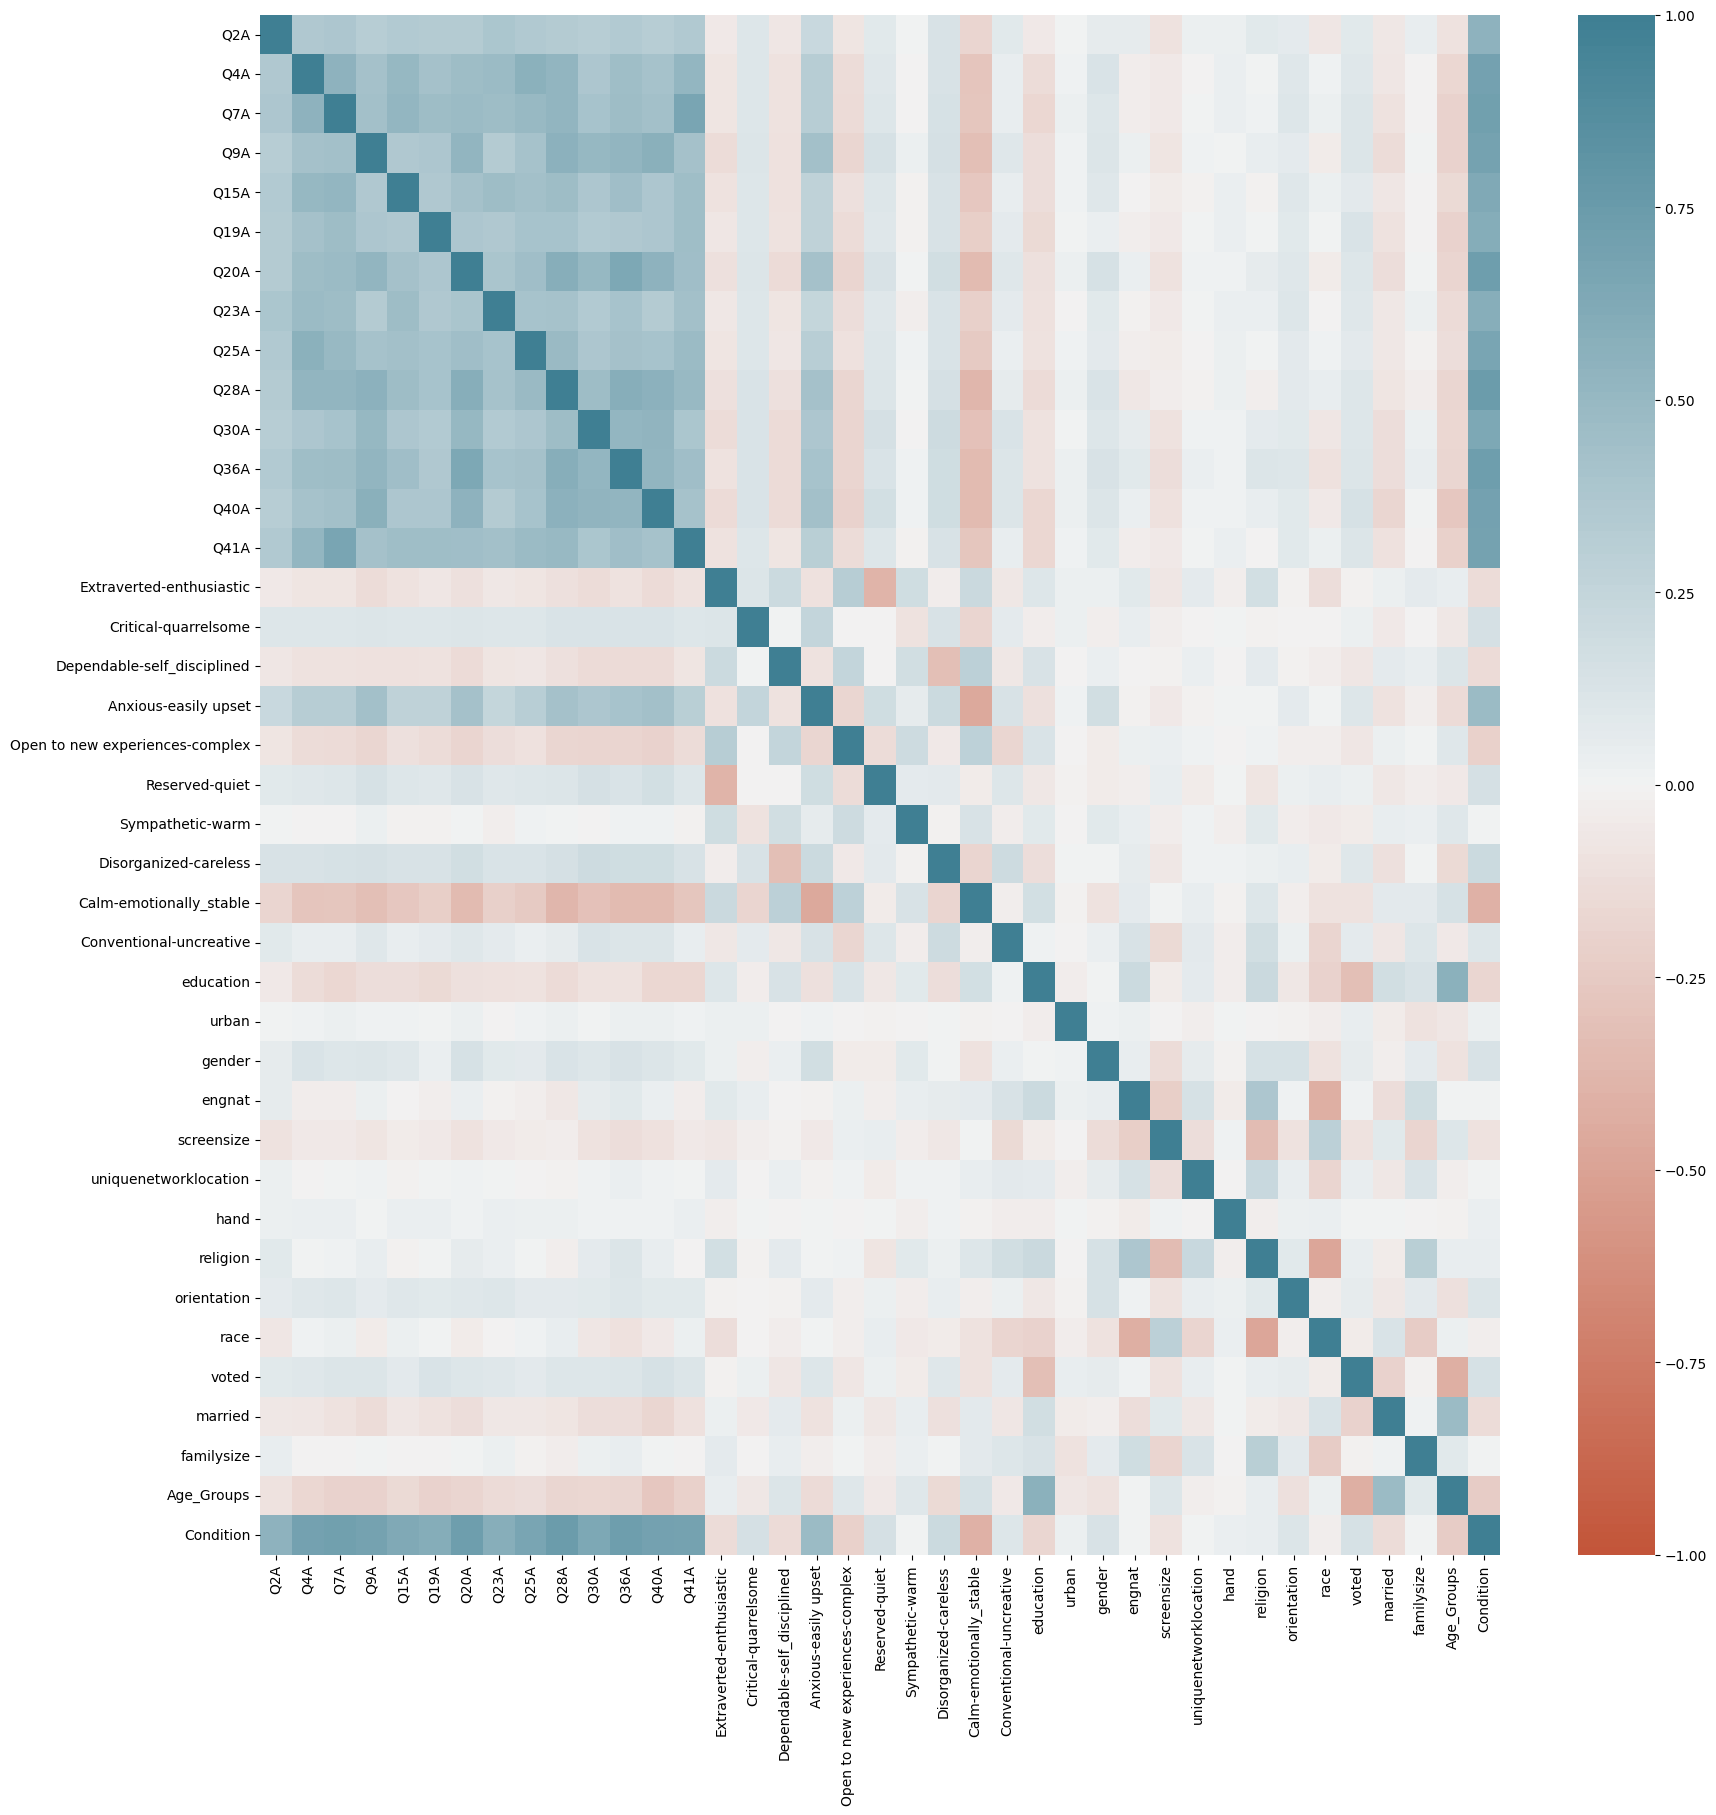 Q2A
Q4A
Q7A
Q9A
Q15A
Q19A
Q20A
Q23A
Q25A
Q28A
Q30A
Q36A
Q40A
Q41A
Extraverted-enthusiastic
Critical-quarrelsome
Dependable-self_disciplined
Anxious-easily upset
Open to new experiences-complex
Reserved-quiet
Sympathetic-warm
Disorganized-careless
Calm-emotionally_stable
Conventional-uncreative
education
urban
gender
engnat
screensize
uniquenetworklocation
hand
religion
orientation
race
voted
married
familysize
Age_Groups
Condition
Q2A
Q4A
Q7A
Q9A
Q15A
Q19A
Q20A
Q23A
Q25A
Q28A
Q30A
Q36A
Q40A
Q41A
Extraverted-enthusiastic
Critical-quarrelsome
Dependable-self_disciplined
Anxious-easily upset
Open to new experiences-complex
Reserved-quiet
Sympathetic-warm
Disorganized-careless
Calm-emotionally_stable
Conventional-uncreative
education
urban
gender
engnat
screensize
uniquenetworklocation
hand
religion
orientation
race
voted
married
familysize
Age_Groups
Condition
1.00
0.75
0.50
0.25
0.00
−0.25
−0.50
−0.75
−1.00